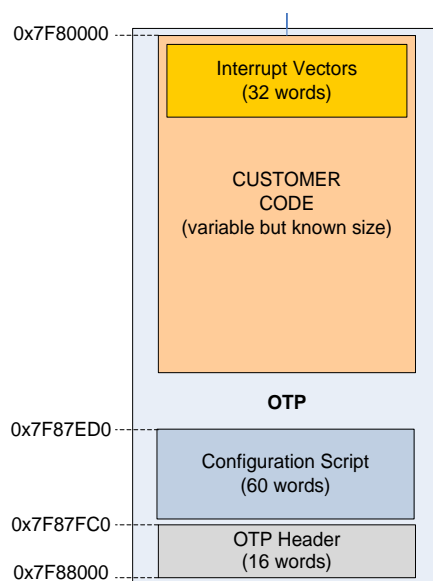 0x7F80000
Interrupt Vectors
(32 words)
CUSTOMER
CODE
(variable but known size)
OTP
0x7F87ED0
Configuration Script
(60 words)
0x7F87FC0
OTP Header
(16 words)
0x7F88000